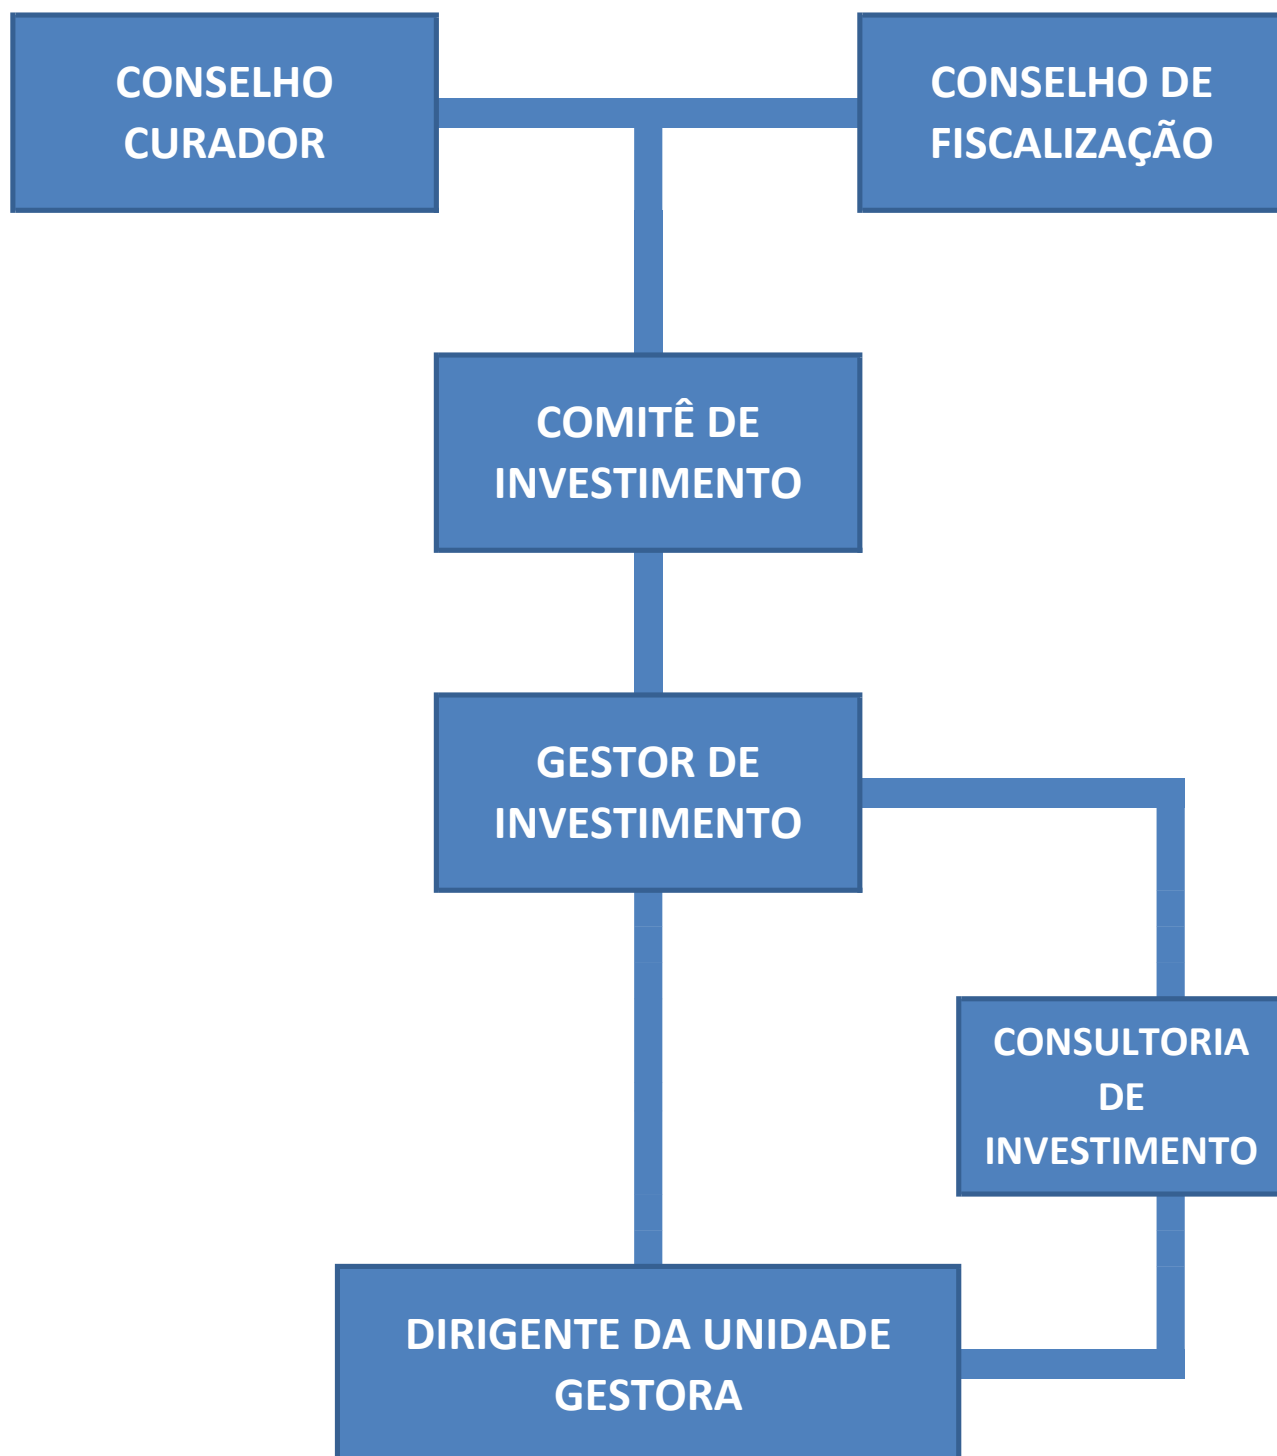 CONSELHO
CURADOR
CONSELHO DE
FISCALIZAÇÃO
COMITÊ DE
INVESTIMENTO
GESTOR DE
INVESTIMENTO
CONSULTORIA
DE
INVESTIMENTO
DIRIGENTE DA UNIDADE
GESTORA